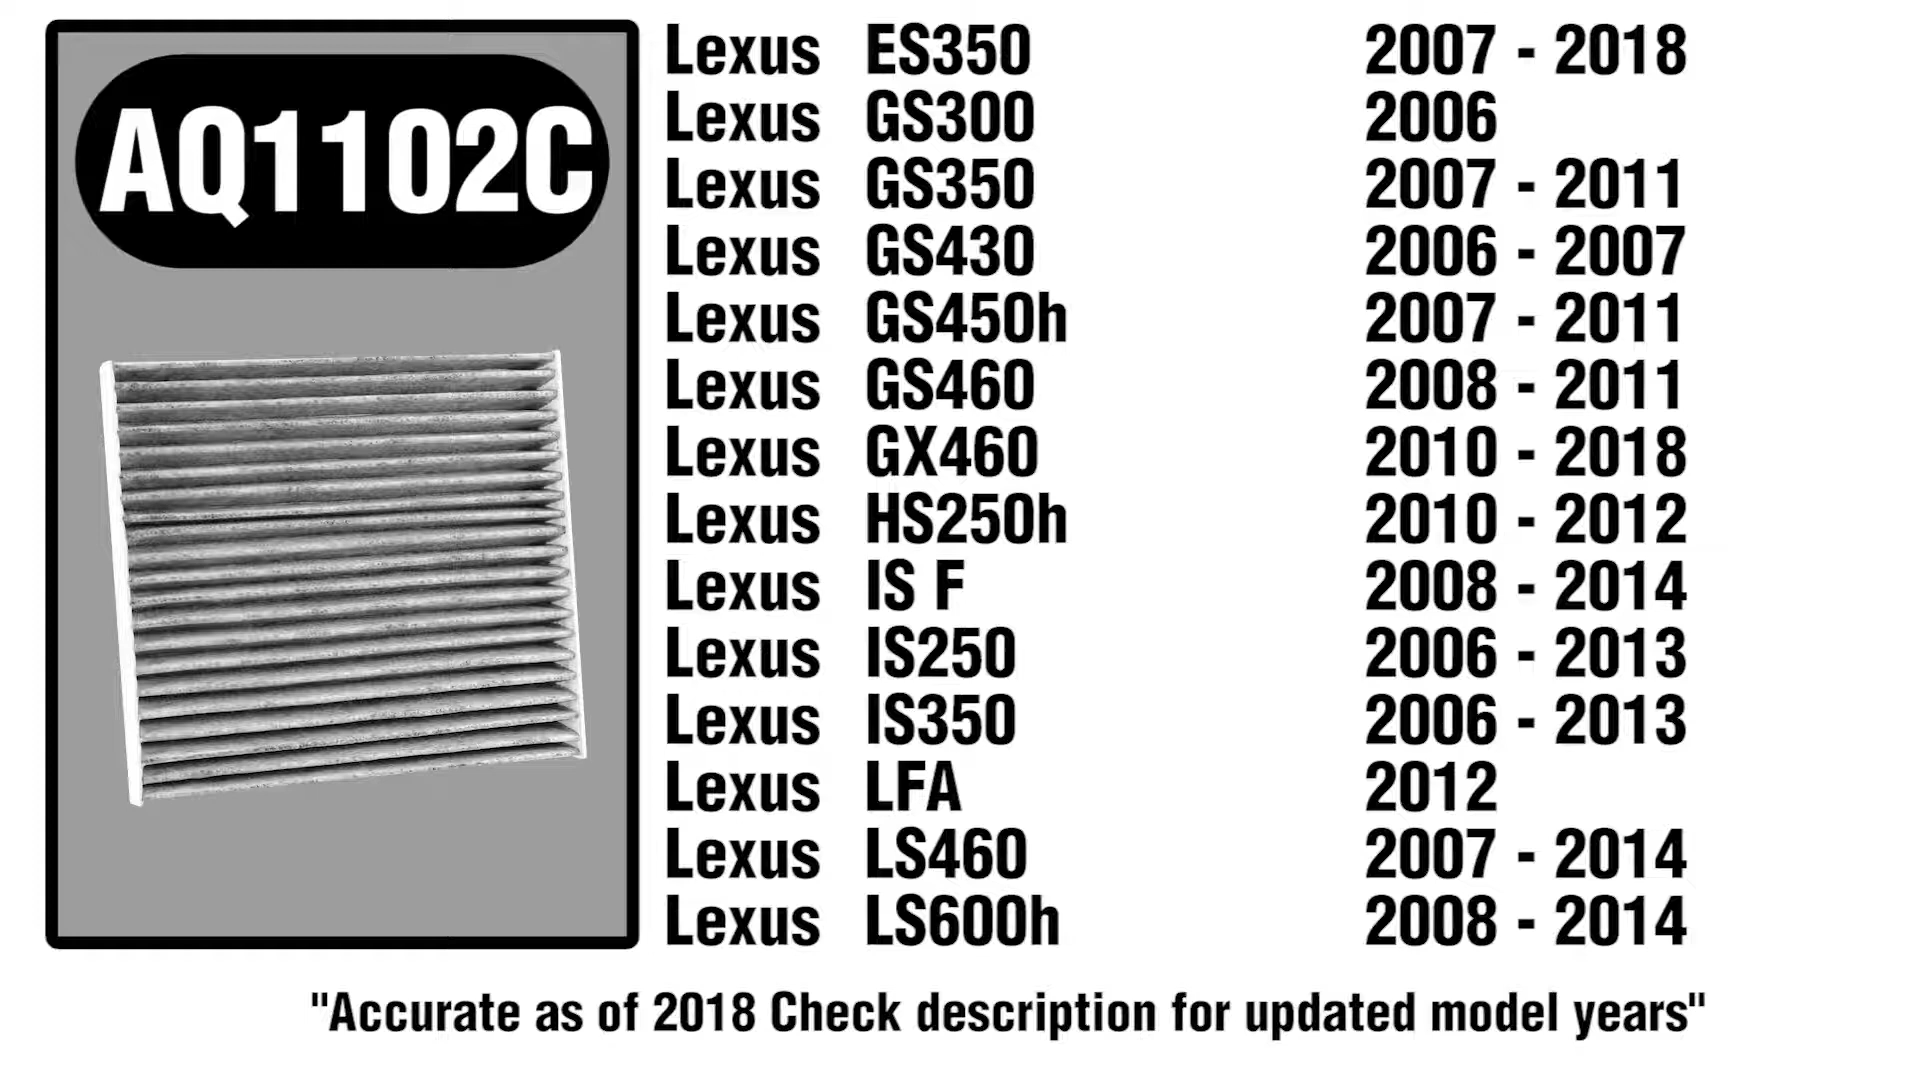 AQ1102C
Lexus ES350 2007 - 2018
Lexus GS300 2006
Lexus GS350 2007 - 2011
Lexus GS430 2006 - 2007
Lexus GS450h 2007 - 2011
Lexus GS460 2008 - 2011
Lexus GX460 2010 - 2018
Lexus HS250h 2010 - 2012
Lexus IS F 2008 - 2014
Lexus IS250 2006 - 2013
Lexus IS350 2006 - 2013
Lexus LFA 2012
Lexus LS460 2007 - 2014
Lexus LS600h 2008 - 2014
"Accurate as of 2018 Check description for updated model years"